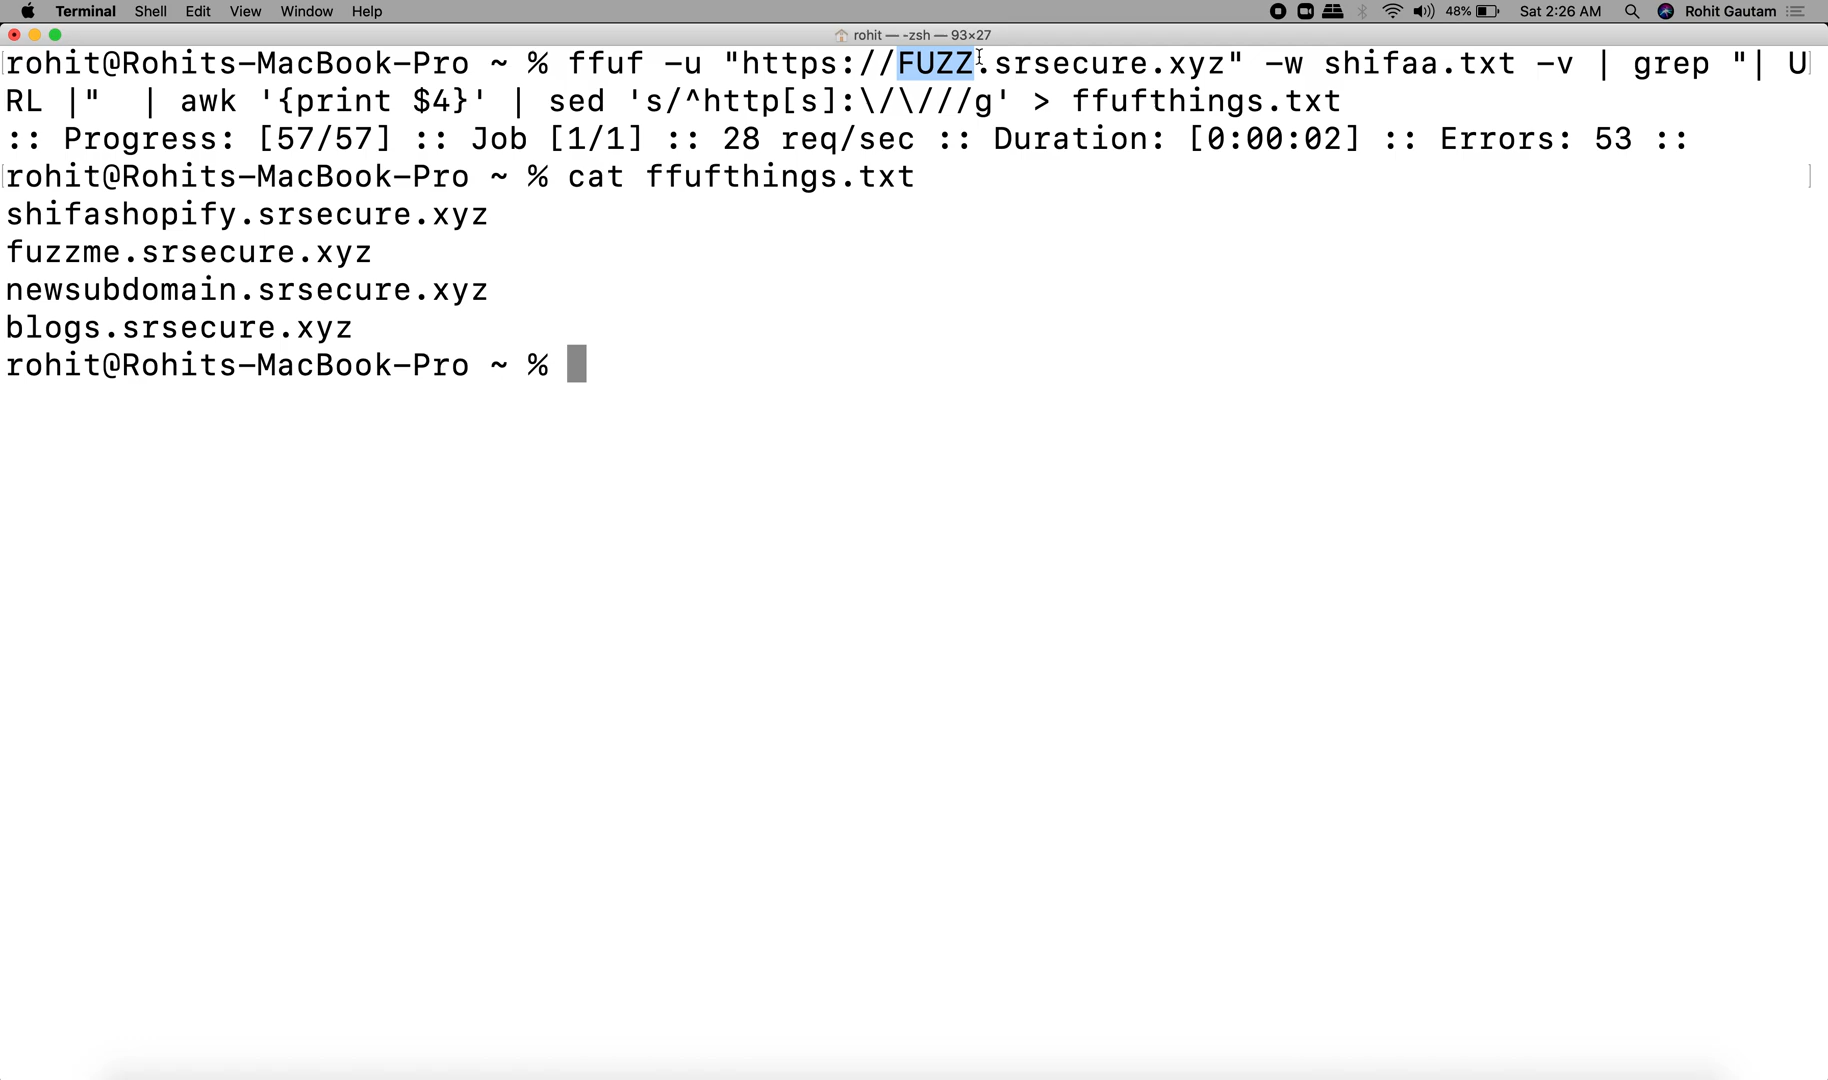 Terminal Shell Edit View Window Help 48% Sat 2:26 AM Rohit Gautam
rohit — -zsh — 93×27
rohit@Rohits-MacBook-Pro ~ % ffuf -u "https://FUZZ.srsecure.xyz" -w shifaa.txt -v | grep "| U
RL |"  | awk '{print $4}' | sed 's/^http[s]:\/\///g' > ffufthings.txt
:: Progress: [57/57] :: Job [1/1] :: 28 req/sec :: Duration: [0:00:02] :: Errors: 53 ::
rohit@Rohits-MacBook-Pro ~ % cat ffufthings.txt
shifashopify.srsecure.xyz
fuzzme.srsecure.xyz
newsubdomain.srsecure.xyz
blogs.srsecure.xyz
rohit@Rohits-MacBook-Pro ~ %